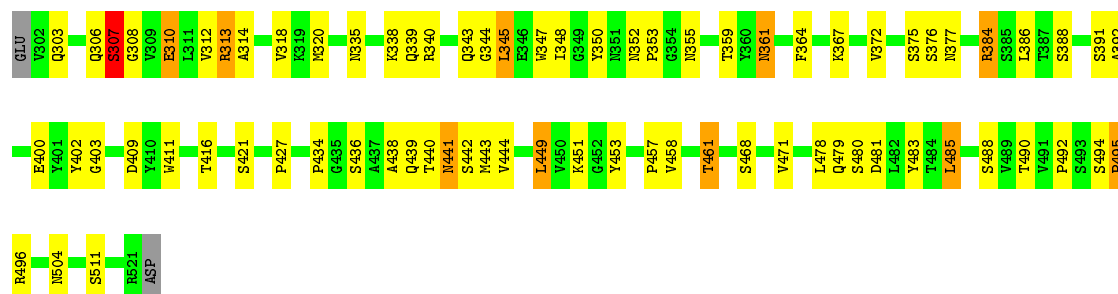 GLU V302 Q303 Q306 S307 G308 V309 E310 L311 V312 R313 A314 V318 K319 M320 N335 K338 Q339 R340 Q343 G344 L345 E346 W347 L348 G349 Y350 N351 N352 P353 G354 N355 T359 Y360 N361 F364 K367 V372 S375 S376 N377 R384 S385 L386 T387 S388 S391 A392
E400 Y401 Y402 G403 D409 Y410 W411 T416 S421 P427 P434 G435 S436 A437 A438 Q439 T440 N441 S442 M443 V444 L449 V450 K451 G452 Y453 P457 V458 T461 S468 V471 L478 Q479 S480 D481 L482 Y483 T484 L485 S488 V489 T490 V491 P492 S493 S494 P495
R496 N504 S511 R521 ASP